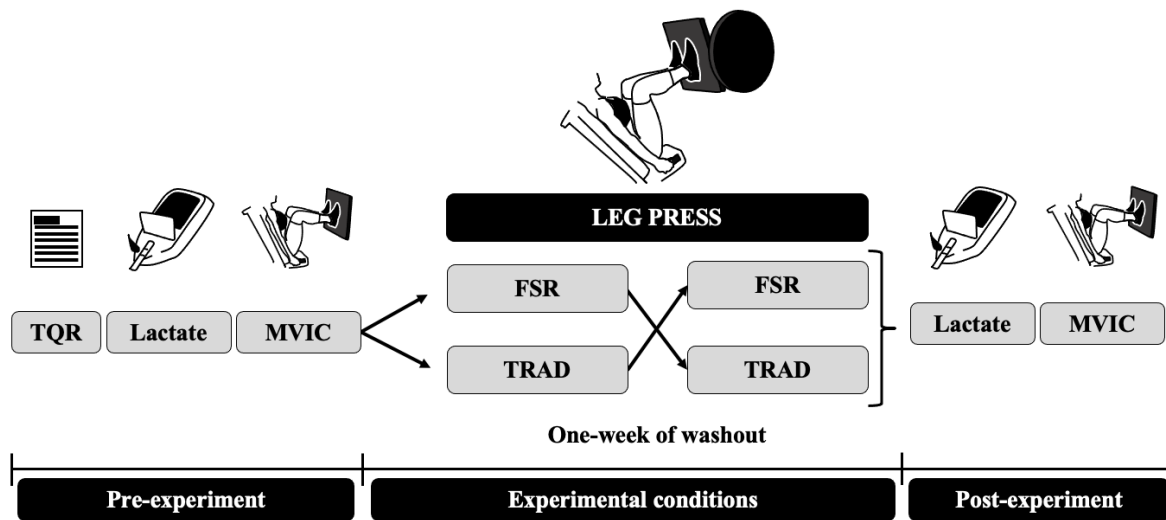 LEG PRESS
FSR
FSR
TQR
Lactate
MVIC
TRAD
TRAD
Lactate
MVIC
One-week of washout
Pre-experiment
Experimental conditions
Post-experiment